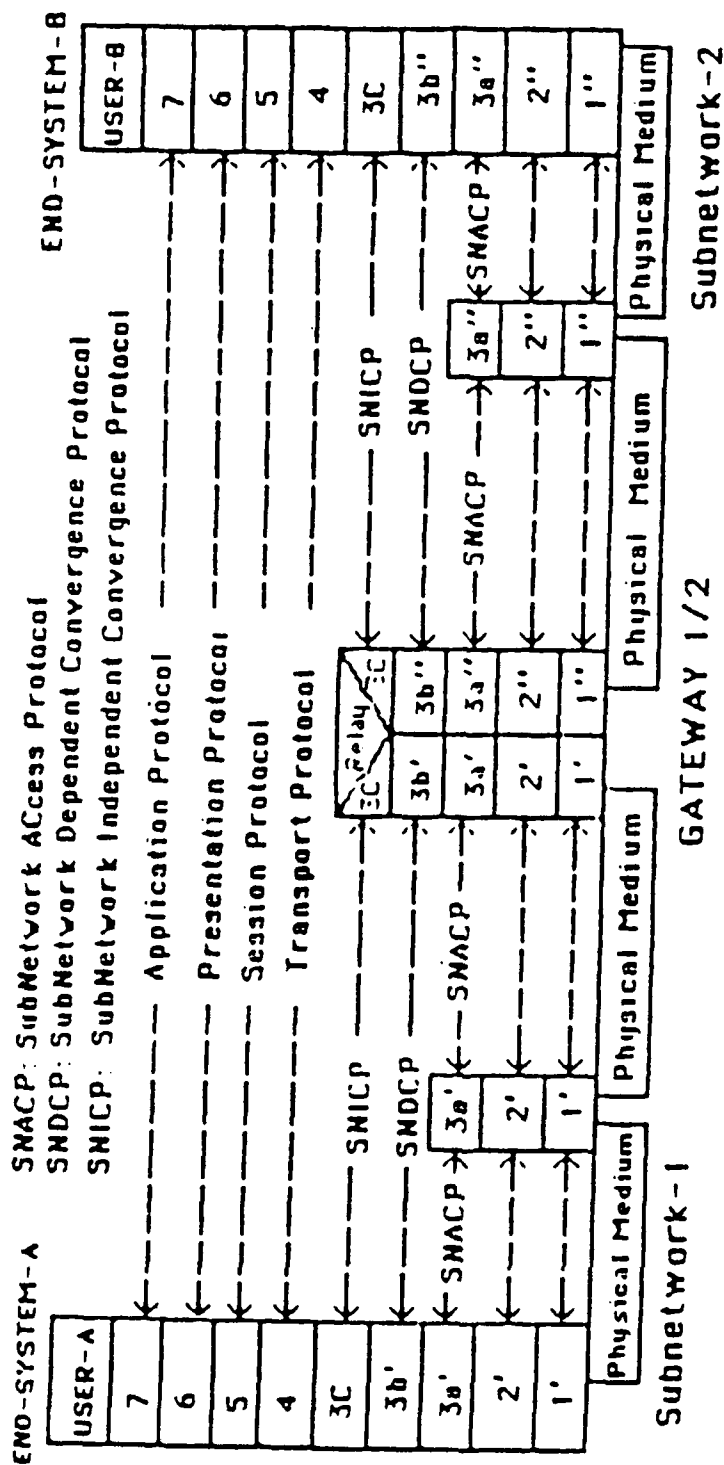 END-SYSTEM-A
SNACP: SubNetwork ACcess Protocol
SNDCP: SubNetwork Dependent Convergence Protocol
SNICP: SubNetwork Independent Convergence Protocol
END-SYSTEM-B
USER-A
USER-B
7
Application Protocol
7
6
Presentation Protocol
6
5
Session Protocol
5
4
Transport Protocol
4
3C
SNICP
3C Relay 3C
SNICP
3C
3b'
SNDCP
3b' 3b''
SNDCP
3b''
3a'
SNACP
3a'
SNACP
3a' 3a''
SNACP
3a''
SNACP
3a''
2'
2'
2' 2''
2''
2''
1'
1'
1' 1''
1''
1''
Physical Medium
Physical Medium
Physical Medium
Physical Medium
Subnetwork-1
GATEWAY 1/2
Subnetwork-2